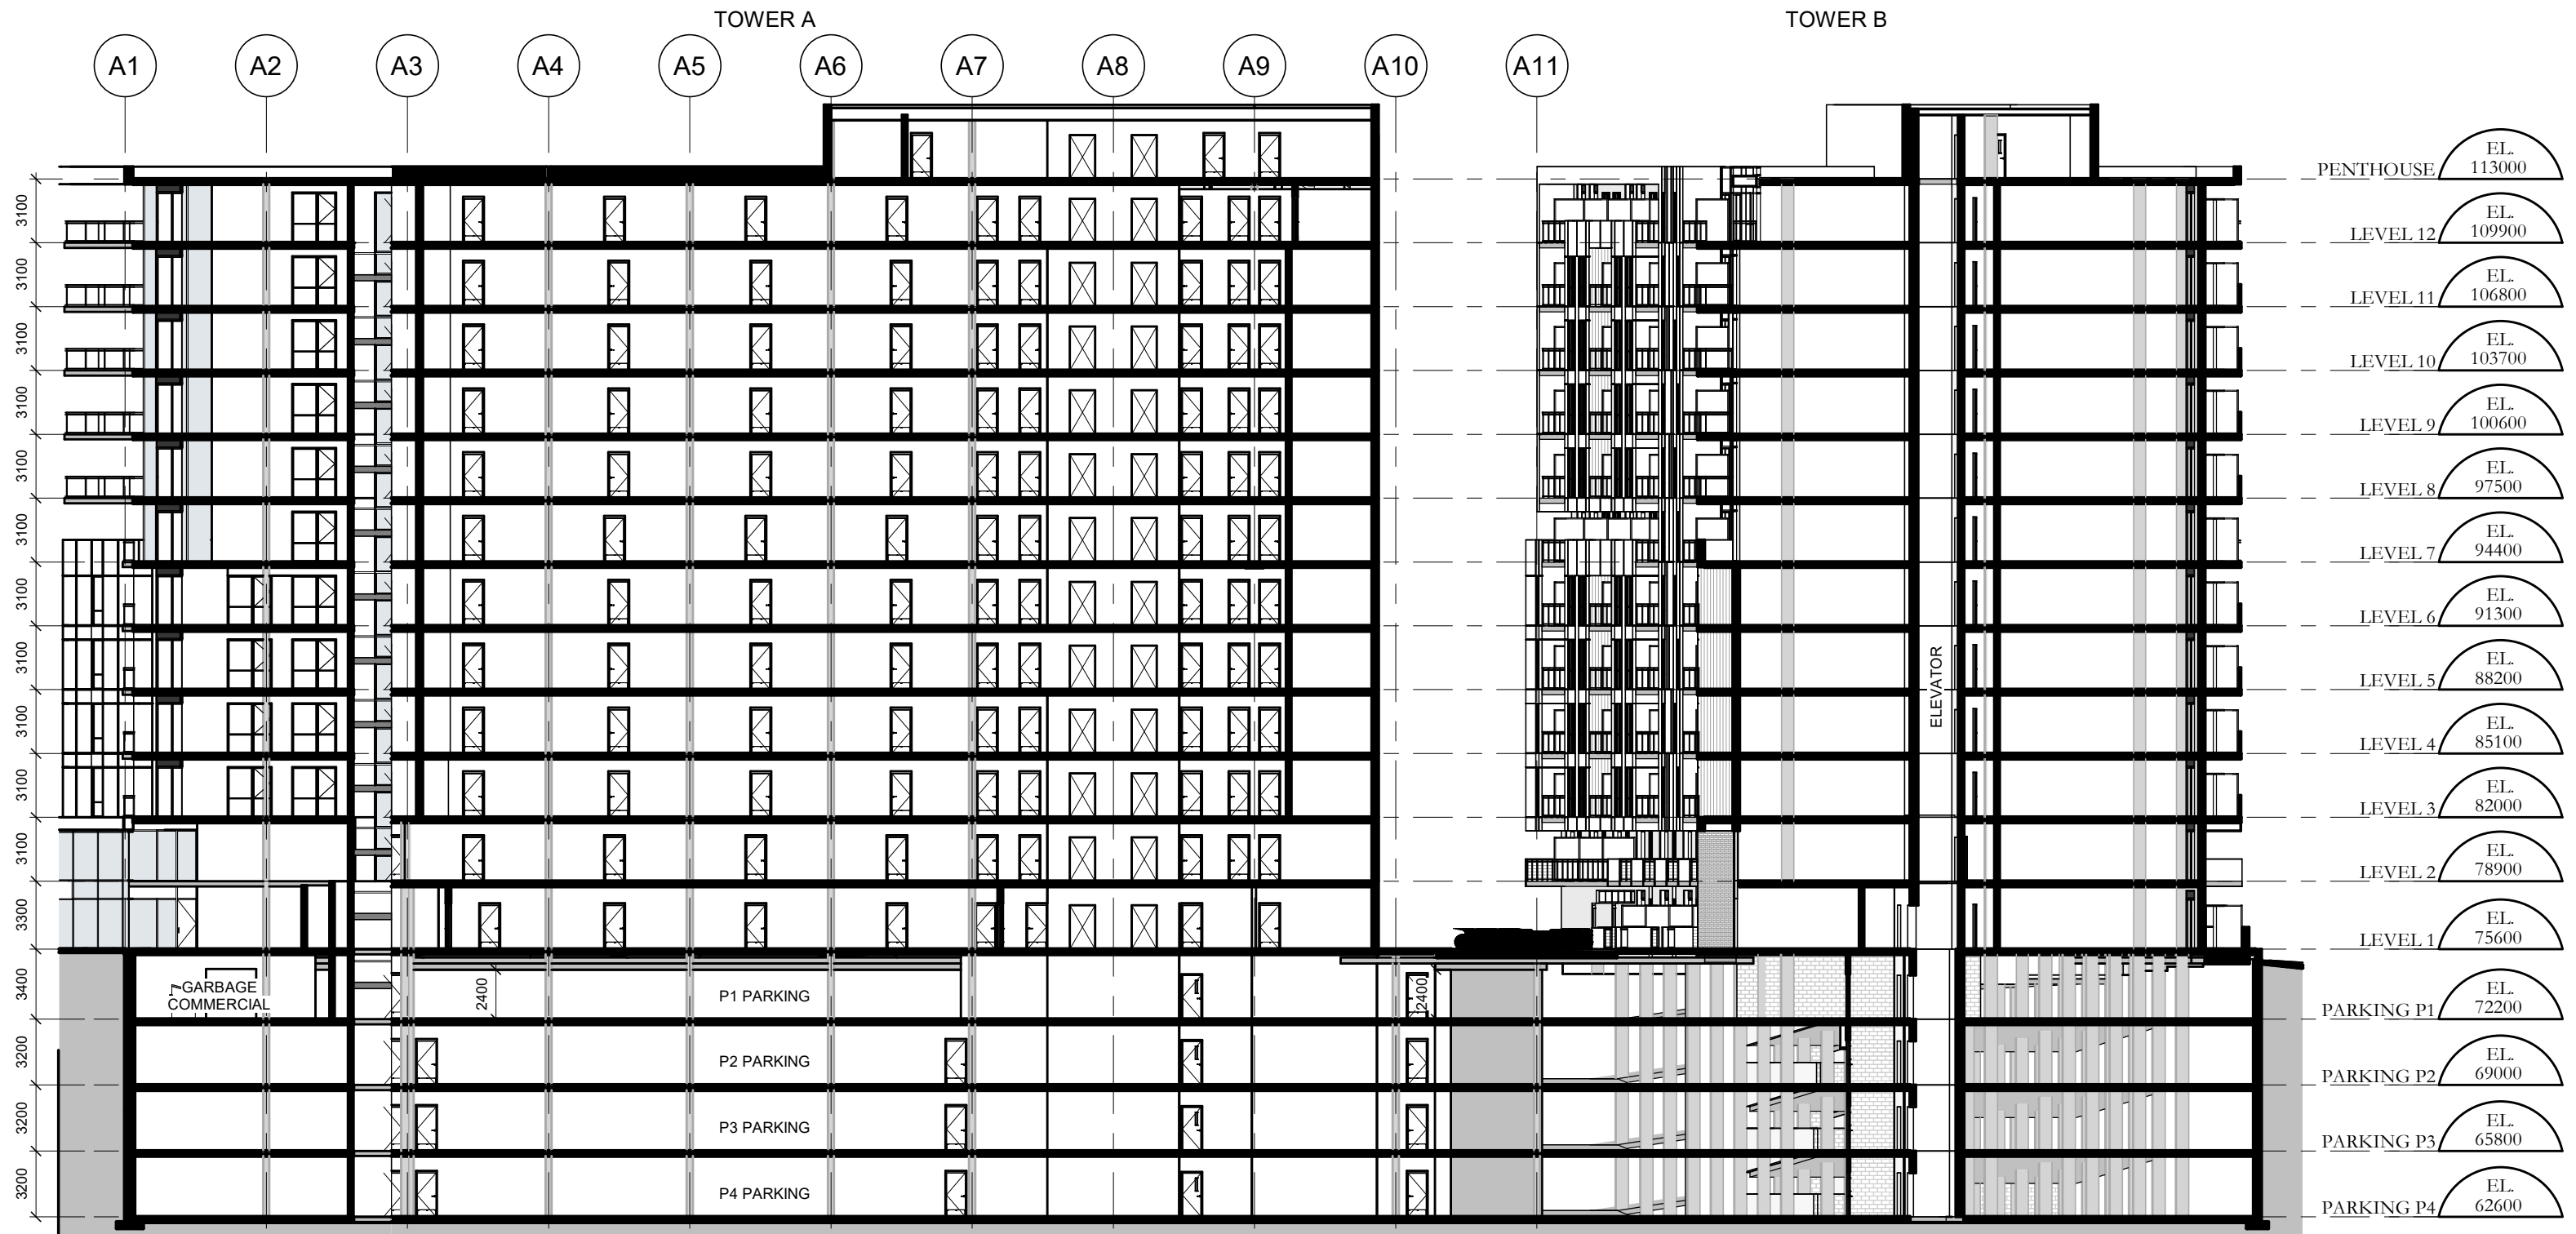 TOWER A
TOWER B
A1
A2
A3
A4
A5
A6
A7
A8
A9
A10
A11
3100
3100
3100
3100
3100
3100
3100
3100
3100
3100
3100
3300
3400
3200
3200
3200
PENTHOUSE
EL.
113000
LEVEL 12
EL.
109900
LEVEL 11
EL.
106800
LEVEL 10
EL.
103700
LEVEL 9
EL.
100600
LEVEL 8
EL.
97500
LEVEL 7
EL.
94400
LEVEL 6
EL.
91300
LEVEL 5
EL.
88200
LEVEL 4
EL.
85100
LEVEL 3
EL.
82000
LEVEL 2
EL.
78900
LEVEL 1
EL.
75600
PARKING P1
EL.
72200
PARKING P2
EL.
69000
PARKING P3
EL.
65800
PARKING P4
EL.
62600
ELEVATOR
GARBAGE
COMMERCIAL
2400
P1 PARKING
2400
P2 PARKING
P3 PARKING
P4 PARKING